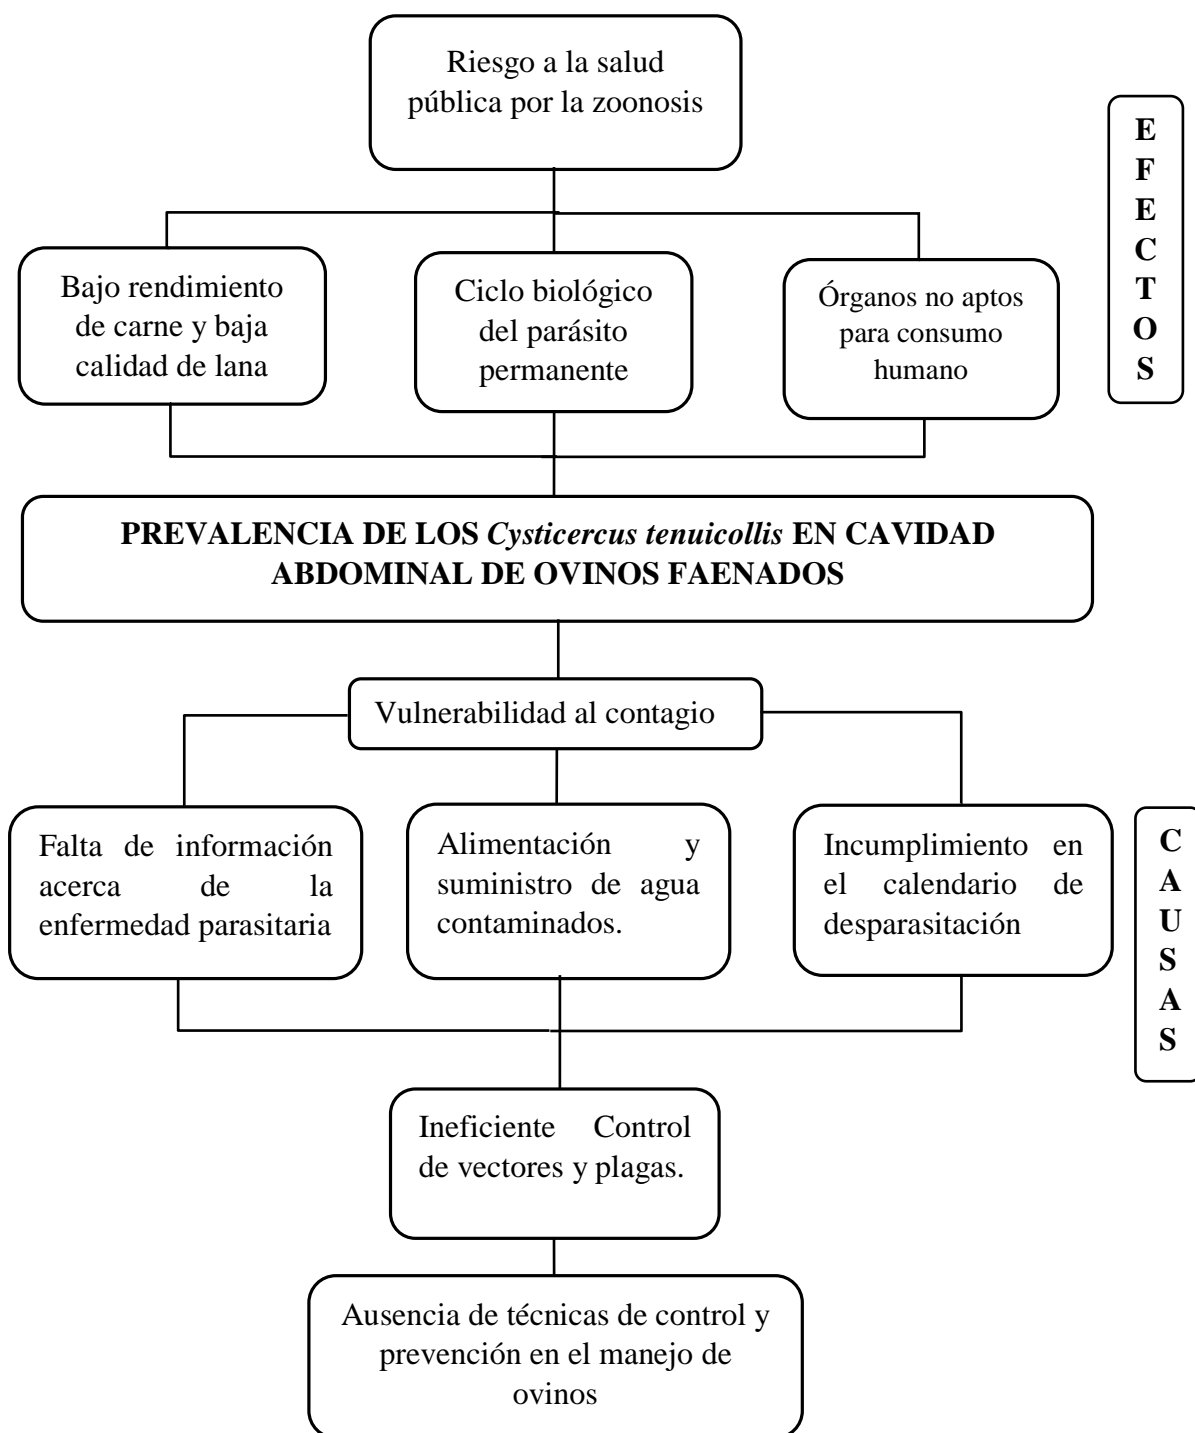 Riesgo a la salud
pública por la zoonosis
E
F
E
C
T
O
S
Bajo rendimiento
de carne y baja
calidad de lana
Ciclo biológico
del parásito
permanente
Órganos no aptos
para consumo
humano
PREVALENCIA DE LOS Cysticercus tenuicollis EN CAVIDAD
ABDOMINAL DE OVINOS FAENADOS
Vulnerabilidad al contagio
Falta de información
acerca de la
enfermedad parasitaria
Alimentación y
suministro de agua
contaminados.
Incumplimiento en
el calendario de
desparasitación
C
A
U
S
A
S
Ineficiente Control
de vectores y plagas.
Ausencia de técnicas de control y
prevención en el manejo de
ovinos